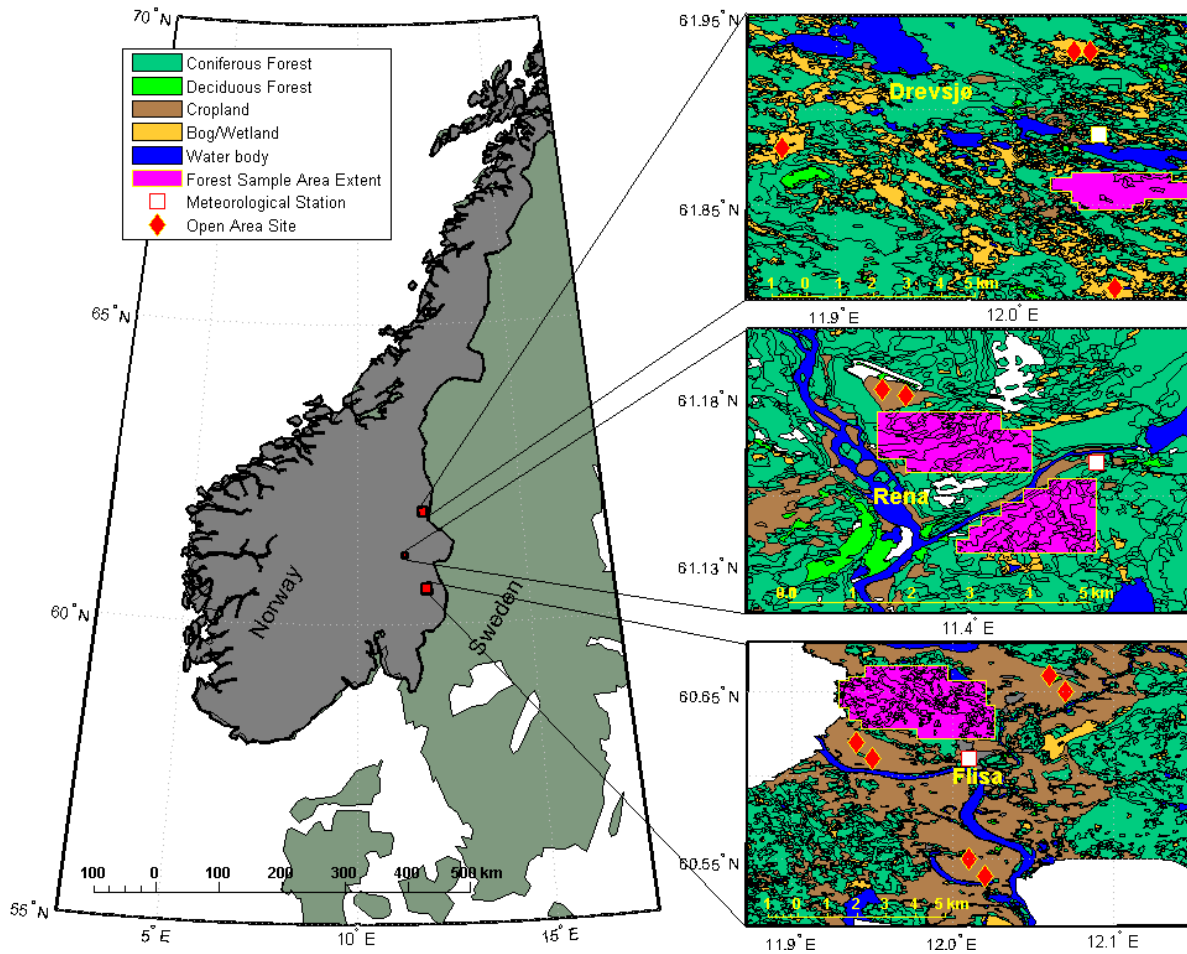 70°N
65°N
60°N
55°N
5°E
10°E
15°E
Coniferous Forest
Deciduous Forest
Cropland
Bog/Wetland
Water body
Forest Sample Area Extent
Meteorological Station
Open Area Site
Norway
Sweden
100 0 100 200 300 400 500 km
61.95°N
61.85°N
Drevsjø
1 0 1 2 3 4 5 km
11.9°E 12.0°E
61.18°N
61.13°N
Rena
1 2 3 4 5 km
11.4°E
60.65°N
60.55°N
Flisa
1 0 1 2 3 4 5 km
11.9°E 12.0°E 12.1°E